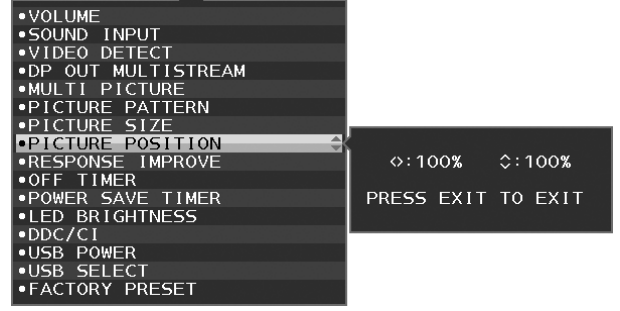 •VOLUME
•SOUND INPUT
•VIDEO DETECT
•DP OUT MULTISTREAM
•MULTI PICTURE
•PICTURE PATTERN
•PICTURE SIZE
•PICTURE POSITION
•RESPONSE IMPROVE
•OFF TIMER
•POWER SAVE TIMER
•LED BRIGHTNESS
•DDC/CI
•USB POWER
•USB SELECT
•FACTORY PRESET
:100% :100%
PRESS EXIT TO EXIT